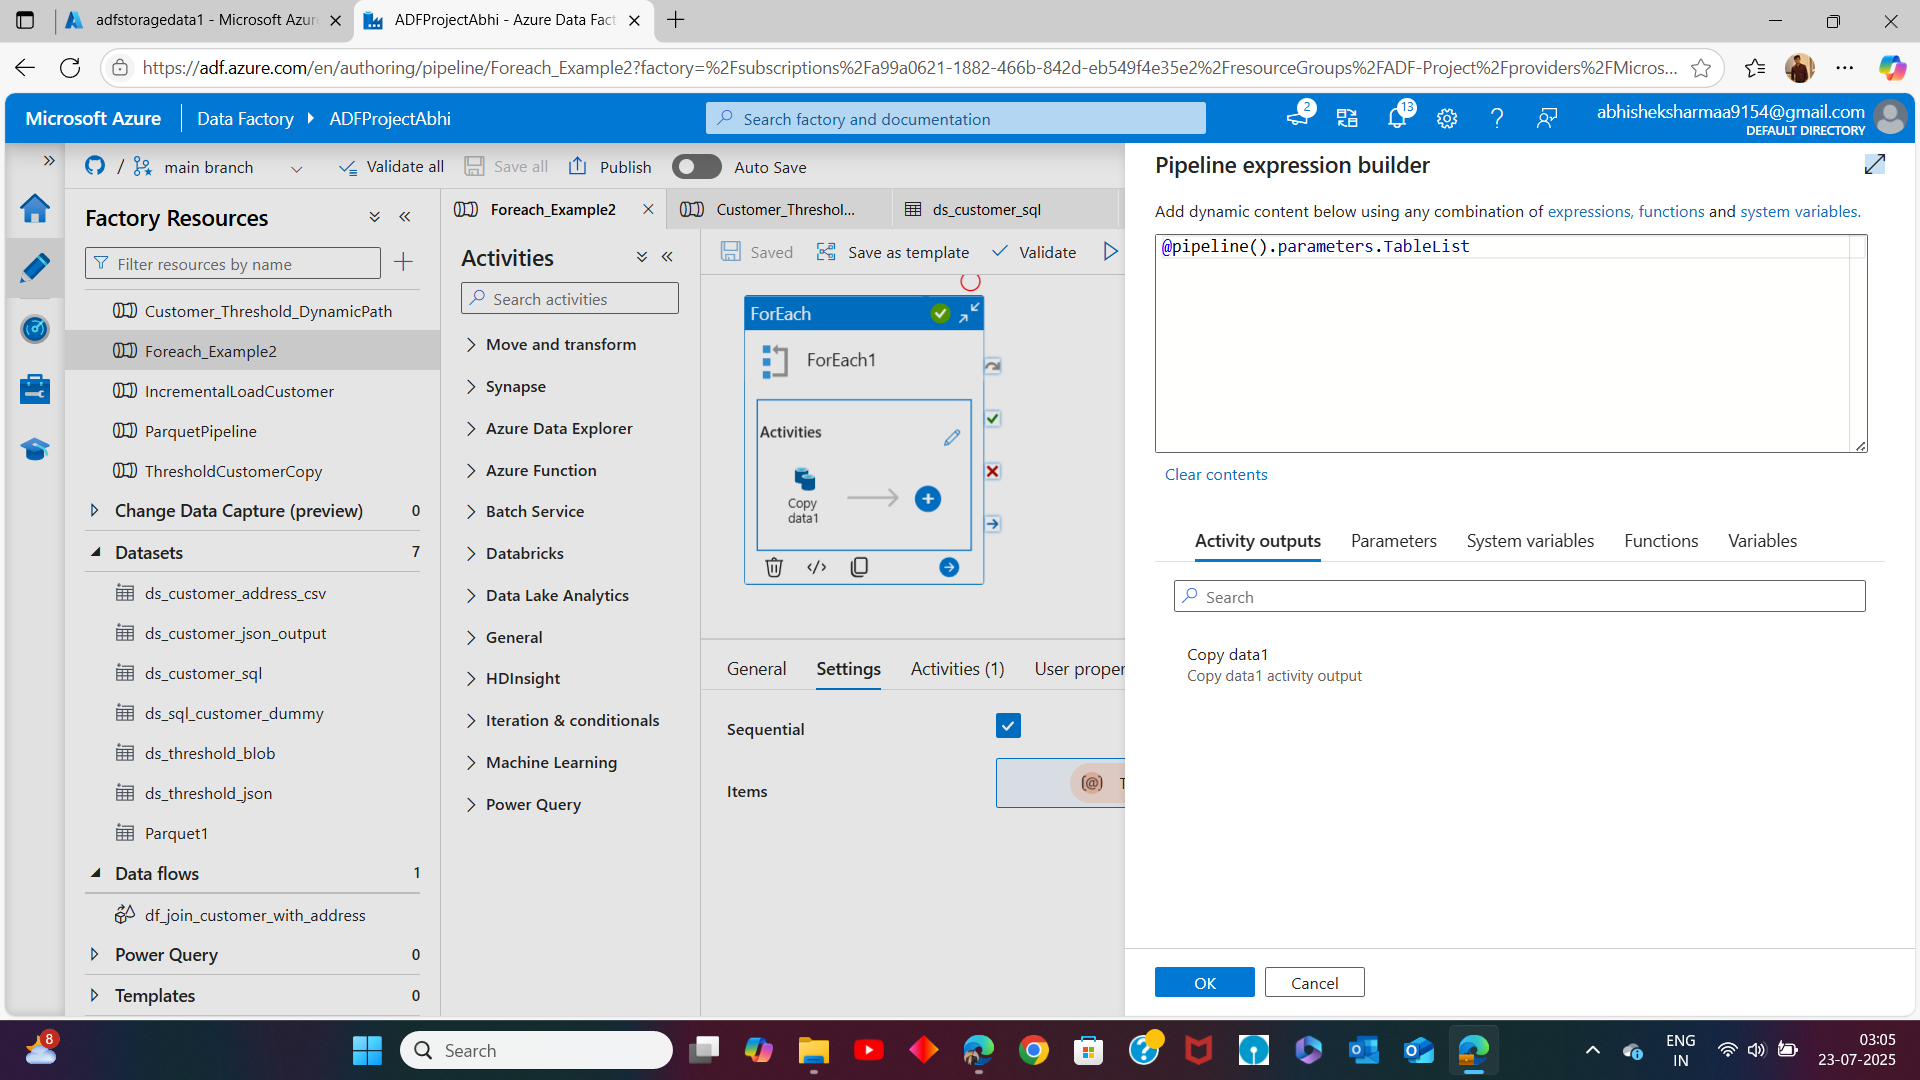 adfstoragedata1 - Microsoft Azur
ADFProjectAbhi - Azure Data Fact
https://adf.azure.com/en/authoring/pipeline/Foreach_Example2?factory=%2Fsubscriptions%2Fa99a0621-1882-466b-842d-eb549f4e35e2%2FresourceGroups%2FADF-Project%2Fproviders%2FMicros...
Microsoft Azure
Data Factory
ADFProjectAbhi
Search factory and documentation
2
13
abhisheksharmaa9154@gmail.com
DEFAULT DIRECTORY
/
main branch
Validate all
Save all
Publish
Auto Save
Factory Resources
Filter resources by name
Customer_Threshold_DynamicPath
Foreach_Example2
IncrementalLoadCustomer
ParquetPipeline
ThresholdCustomerCopy
Change Data Capture (preview) 0
Datasets 7
ds_customer_address_csv
ds_customer_json_output
ds_customer_sql
ds_sql_customer_dummy
ds_threshold_blob
ds_threshold_json
Parquet1
Data flows 1
df_join_customer_with_address
Power Query 0
Templates 0
Foreach_Example2
Customer_Threshol...
ds_customer_sql
Activities
Search activities
Move and transform
Synapse
Azure Data Explorer
Azure Function
Batch Service
Databricks
Data Lake Analytics
General
HDInsight
Iteration & conditionals
Machine Learning
Power Query
Saved
Save as template
Validate
ForEach
ForEach1
Activities
Copy
data1
General
Settings
Activities (1)
User proper
Sequential
Items
T
Pipeline expression builder
Add dynamic content below using any combination of expressions, functions and system variables.
@pipeline().parameters.TableList
Clear contents
Activity outputs
Parameters
System variables
Functions
Variables
Search
Copy data1
Copy data1 activity output
OK
Cancel
8
Search
ENG
IN
03:05
23-07-2025